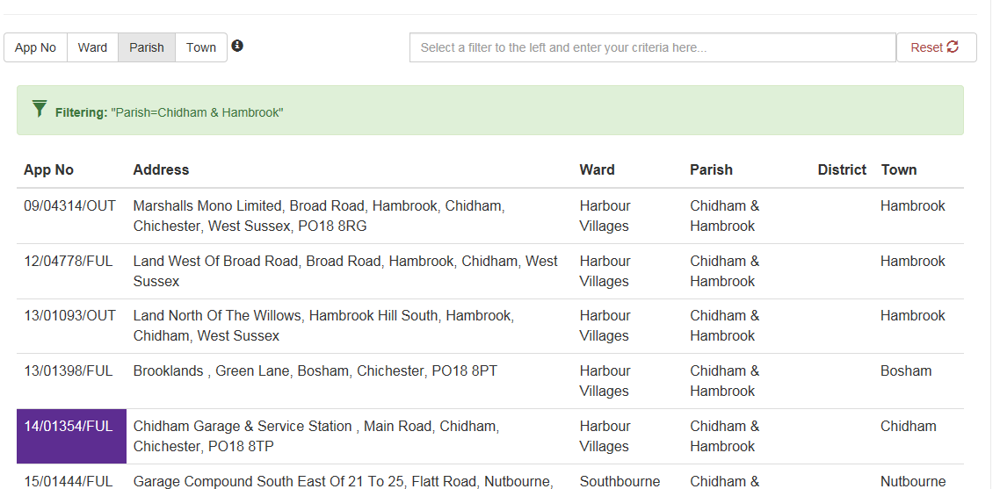 App No Ward Parish Town Select a filter to the left and enter your criteria here... Reset
Filtering: "Parish=Chidham & Hambrook"
App No Address Ward Parish District Town
09/04314/OUT Marshalls Mono Limited, Broad Road, Hambrook, Chidham, Harbour Chidham & Hambrook
Chichester, West Sussex, PO18 8RG Villages Hambrook
12/04778/FUL Land West Of Broad Road, Broad Road, Hambrook, Chidham, West Harbour Chidham & Hambrook
Sussex Villages Hambrook
13/01093/OUT Land North Of The Willows, Hambrook Hill South, Hambrook, Harbour Chidham & Hambrook
Chidham, West Sussex Villages Hambrook
13/01398/FUL Brooklands , Green Lane, Bosham, Chichester, PO18 8PT Harbour Chidham & Bosham
Villages Hambrook
14/01354/FUL Chidham Garage & Service Station , Main Road, Chidham, Harbour Chidham & Chidham
Chichester, PO18 8TP Villages Hambrook
15/01444/FUL Garage Compound South East Of 21 To 25, Flatt Road, Nutbourne, Southbourne Chidham & Nutbourne